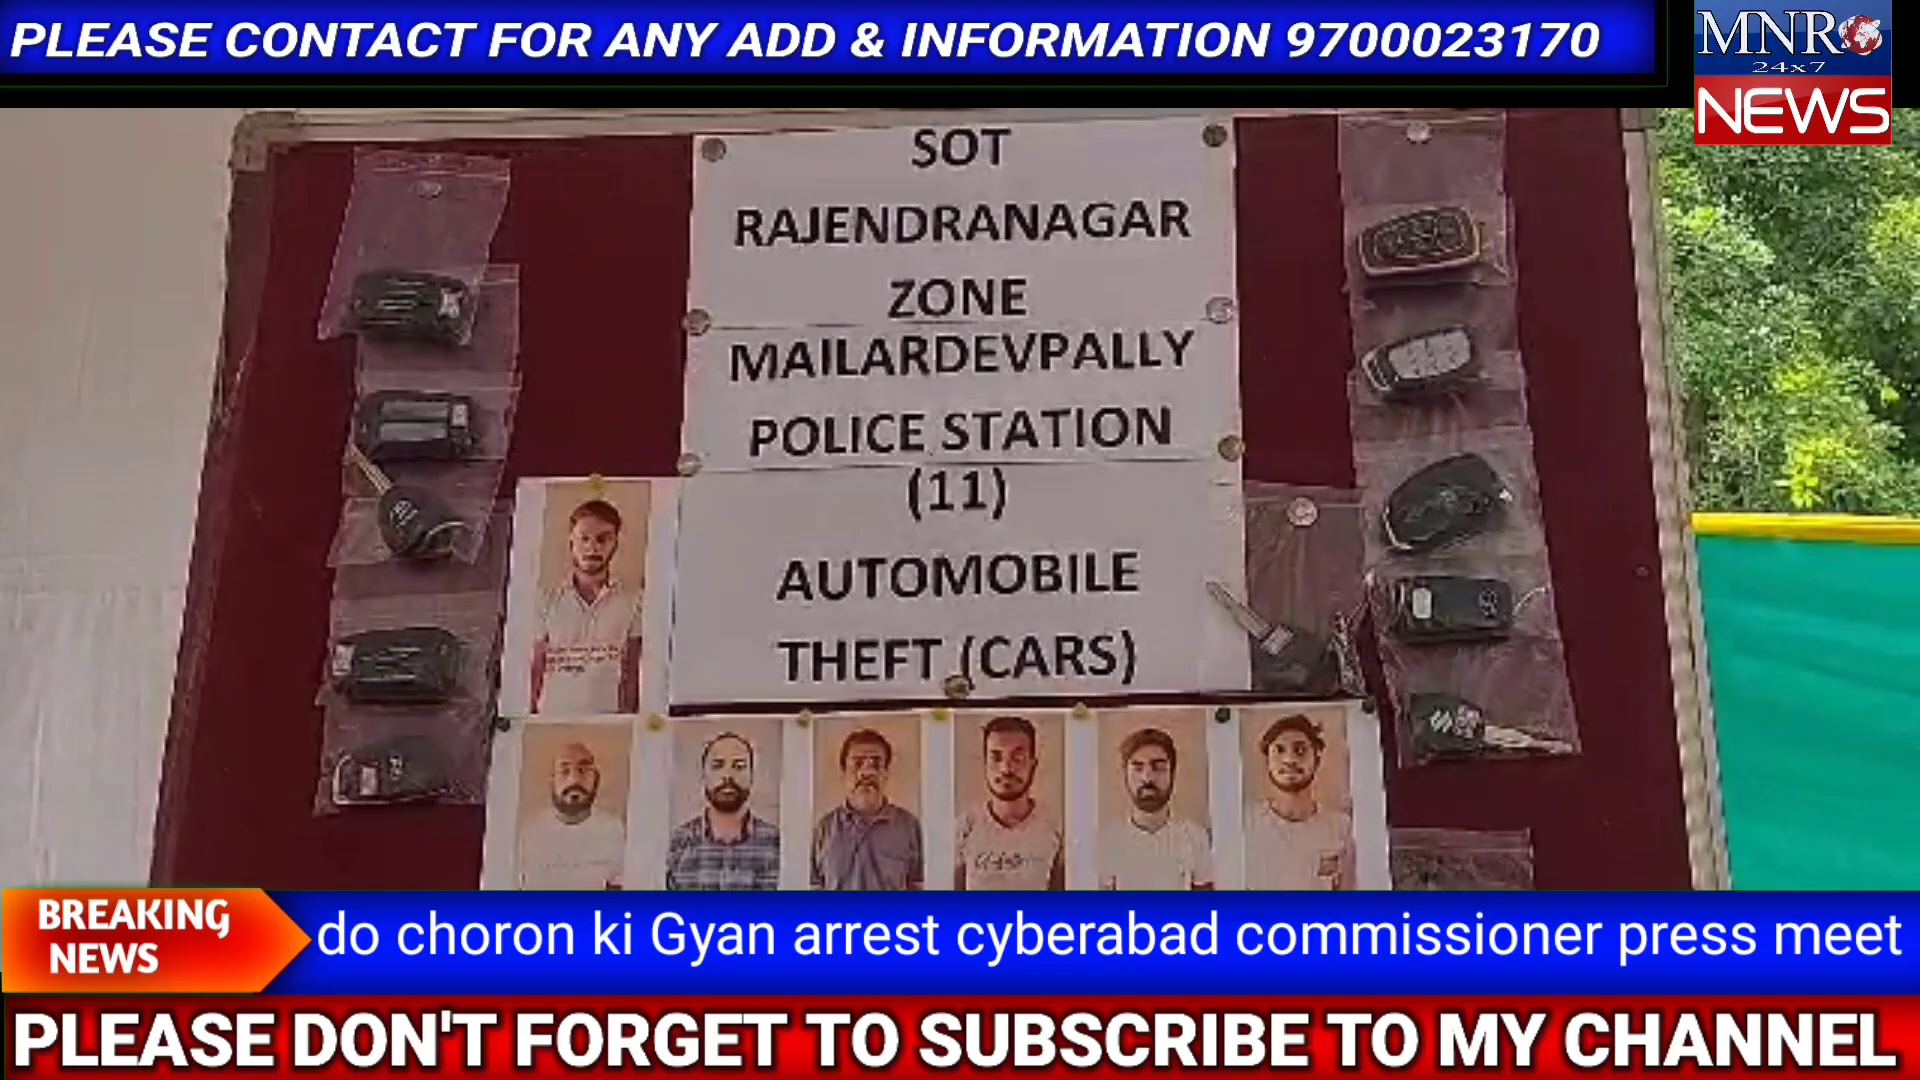 PLEASE CONTACT FOR ANY ADD & INFORMATION 9700023170
MNR
24x7
NEWS
SOT
RAJENDRANAGAR
ZONE
MAILARDEVPALLY
POLICE STATION
(11)
AUTOMOBILE
THEFT (CARS)
BREAKING
NEWS
do choron ki Gyan arrest cyberabad commissioner press meet
PLEASE DON'T FORGET TO SUBSCRIBE TO MY CHANNEL